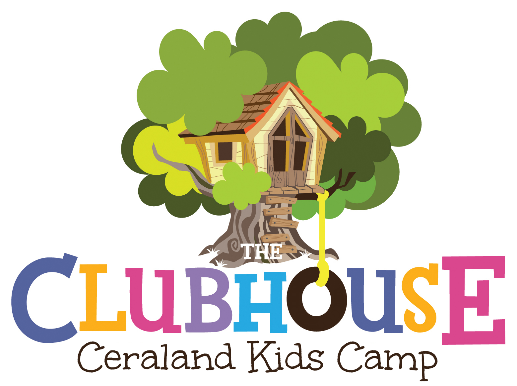 THE
CLUBHOUSE
Ceraland Kids Camp